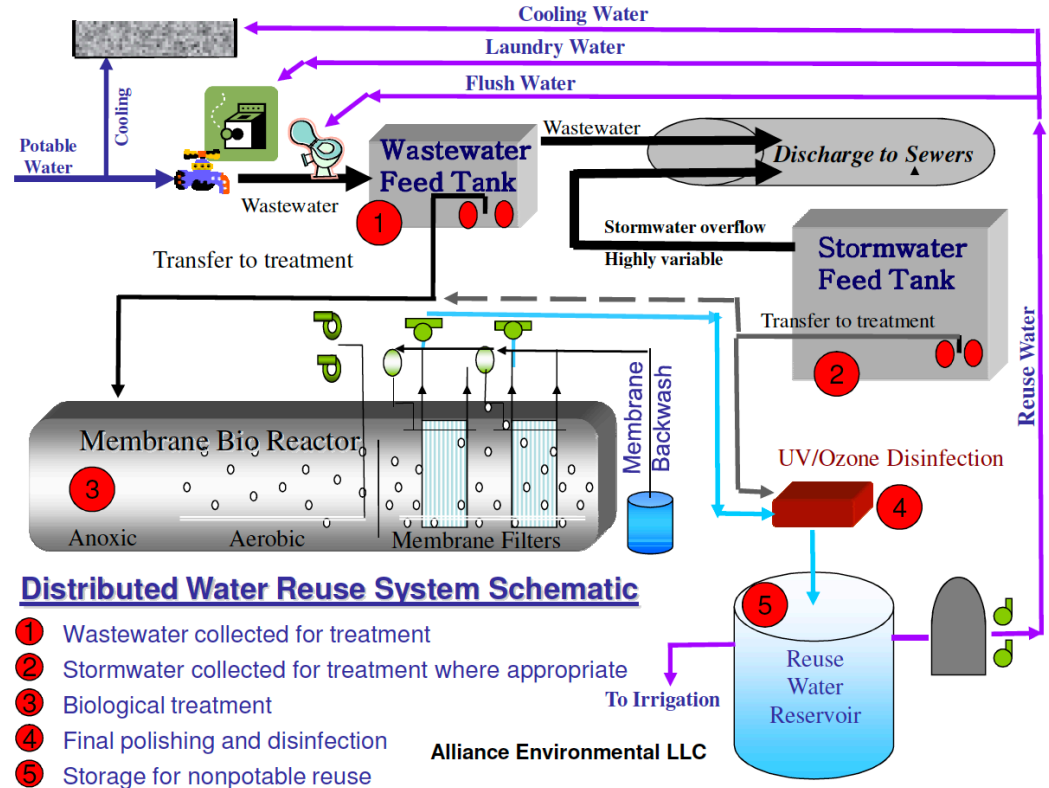 Cooling Water
Laundry Water
Flush Water
Cooling
Potable
Water
Wastewater
Wastewater
Feed Tank
1
Wastewater
Discharge to Sewers
Stormwater overflow
Highly variable
Stormwater
Feed Tank
Transfer to treatment
2
Reuse Water
Transfer to treatment
Membrane Bio Reactor
3
Anoxic
Aerobic
Membrane Filters
Membrane
Backwash
UV/Ozone Disinfection
4
5
Reuse
Water
Reservoir
To Irrigation
Distributed Water Reuse System Schematic
1 Wastewater collected for treatment
2 Stormwater collected for treatment where appropriate
3 Biological treatment
4 Final polishing and disinfection
5 Storage for nonpotable reuse
Alliance Environmental LLC